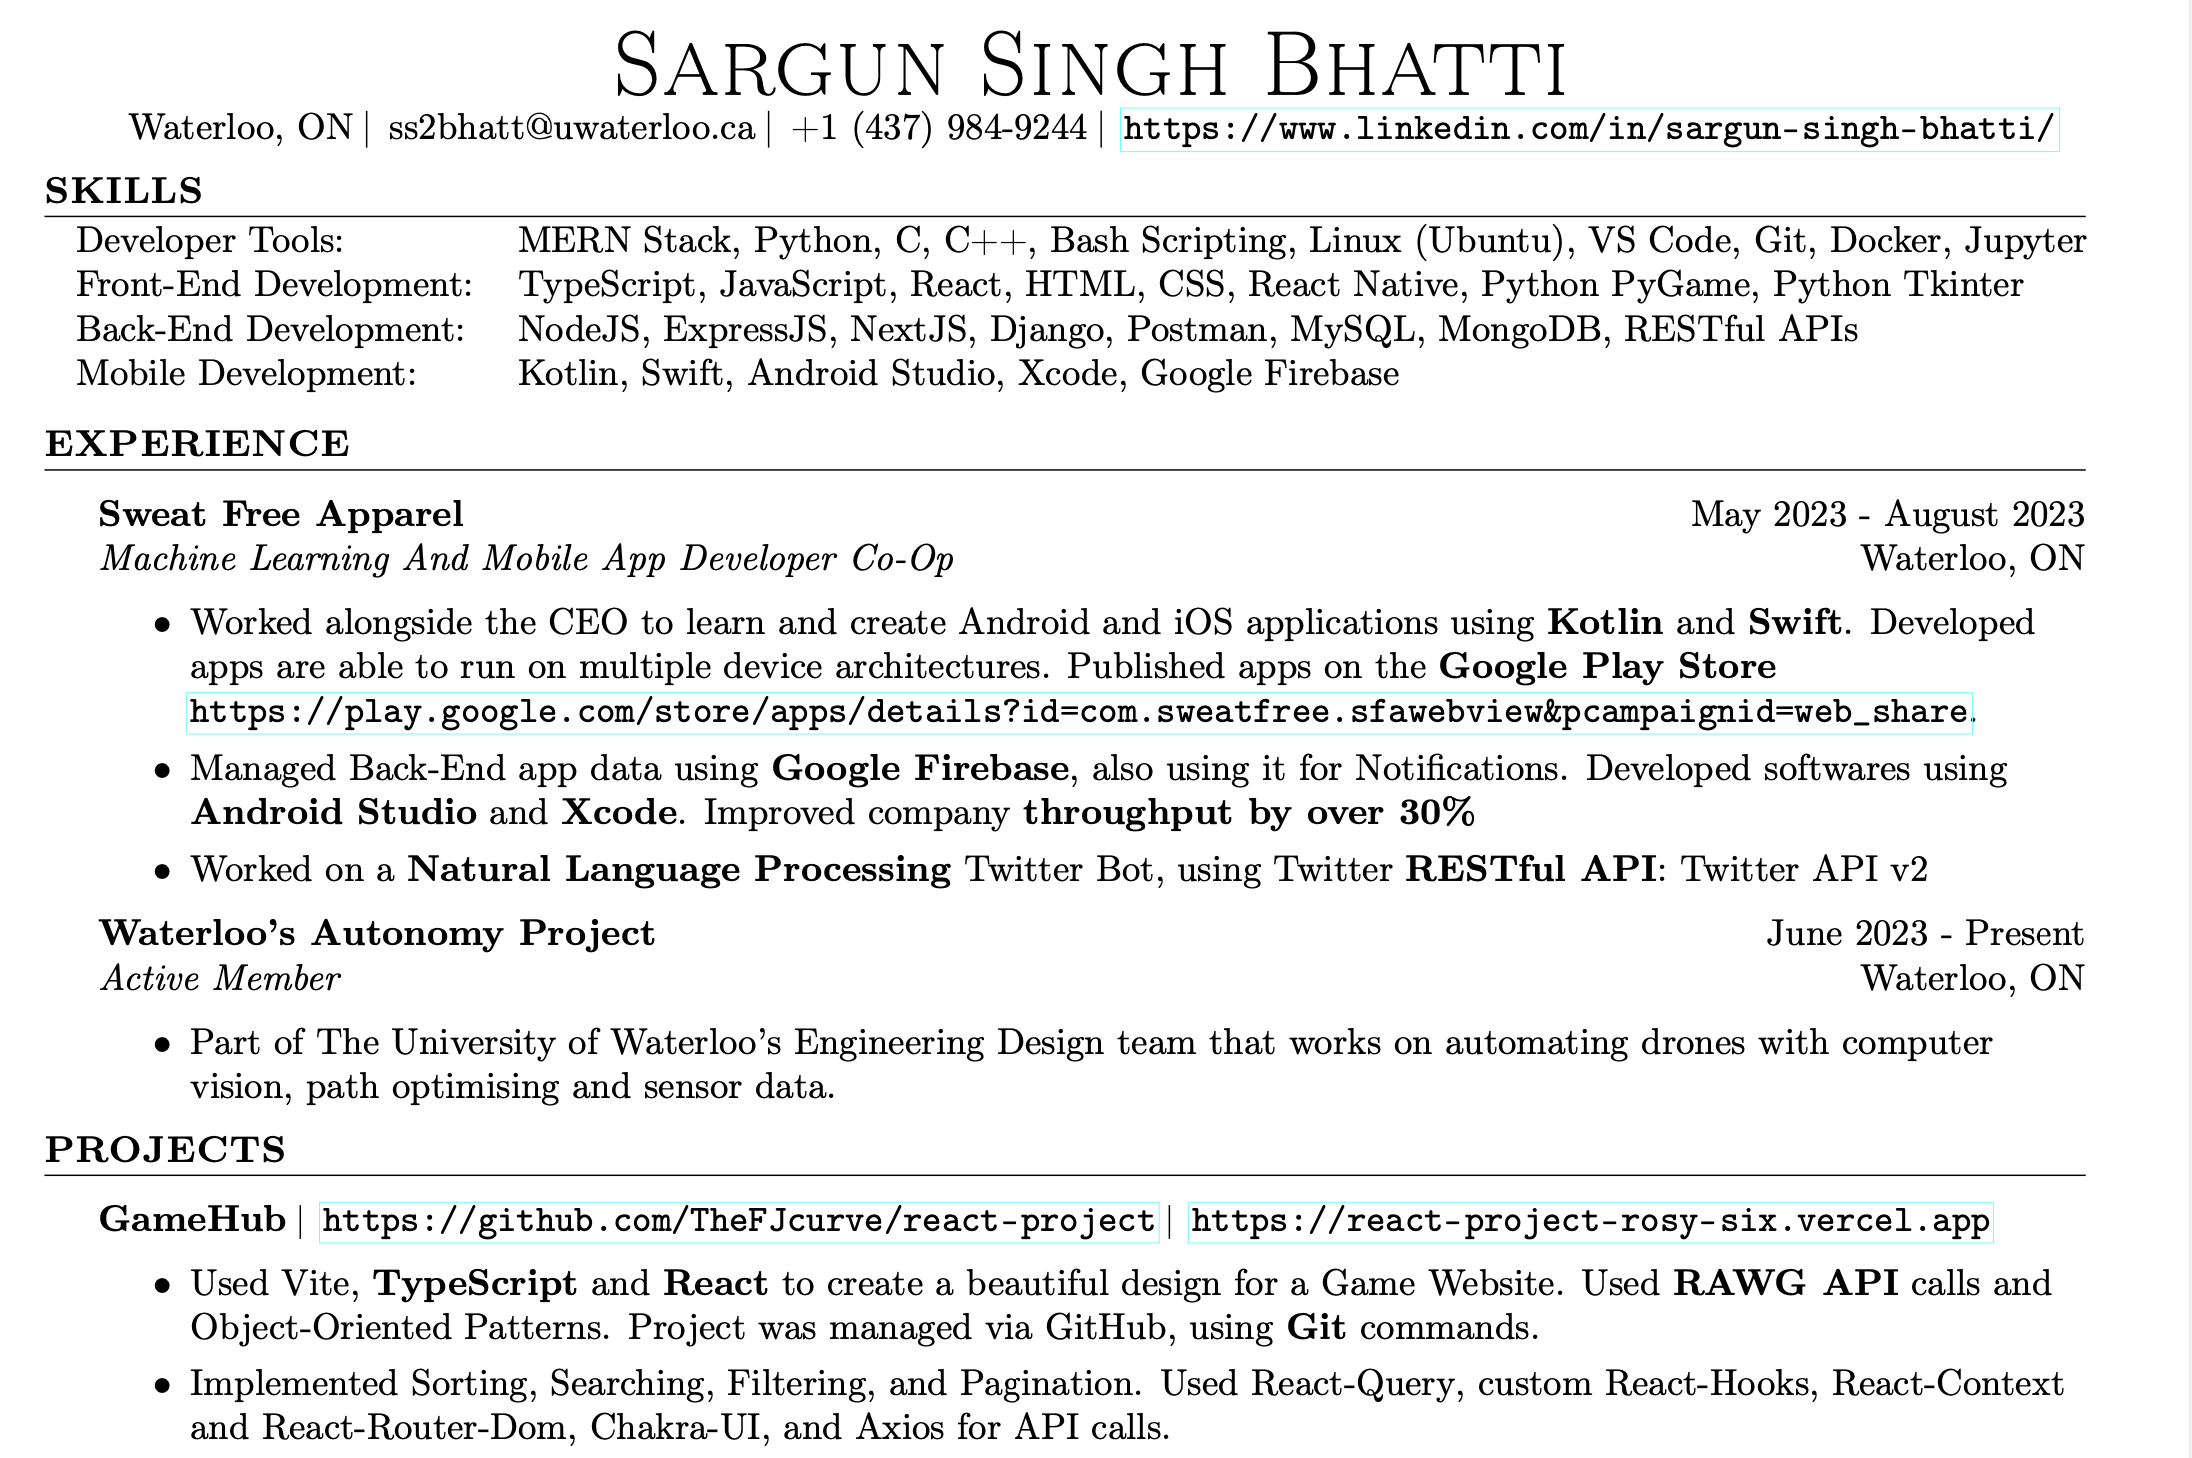 SARGUN SINGH BHATTI
Waterloo, ON | ss2bhatt@uwaterloo.ca | +1 (437) 984-9244 | https://www.linkedin.com/in/sargun-singh-bhatti/
SKILLS
Developer Tools: MERN Stack, Python, C, C++, Bash Scripting, Linux (Ubuntu), VS Code, Git, Docker, Jupyter
Front-End Development: TypeScript, JavaScript, React, HTML, CSS, React Native, Python PyGame, Python Tkinter
Back-End Development: NodeJS, ExpressJS, NextJS, Django, Postman, MySQL, MongoDB, RESTful APIs
Mobile Development: Kotlin, Swift, Android Studio, Xcode, Google Firebase
EXPERIENCE
Sweat Free Apparel May 2023 - August 2023
Machine Learning And Mobile App Developer Co-Op Waterloo, ON
• Worked alongside the CEO to learn and create Android and iOS applications using Kotlin and Swift. Developed
apps are able to run on multiple device architectures. Published apps on the Google Play Store
https://play.google.com/store/apps/details?id=com.sweatfree.sfawebview&pcampaignid=web_share.
• Managed Back-End app data using Google Firebase, also using it for Notifications. Developed softwares using
Android Studio and Xcode. Improved company throughput by over 30%
• Worked on a Natural Language Processing Twitter Bot, using Twitter RESTful API: Twitter API v2
Waterloo's Autonomy Project June 2023 - Present
Active Member Waterloo, ON
• Part of The University of Waterloo's Engineering Design team that works on automating drones with computer
vision, path optimising and sensor data.
PROJECTS
GameHub | https://github.com/TheFJcurve/react-project | https://react-project-rosy-six.vercel.app
• Used Vite, TypeScript and React to create a beautiful design for a Game Website. Used RAWG API calls and
Object-Oriented Patterns. Project was managed via GitHub, using Git commands.
• Implemented Sorting, Searching, Filtering, and Pagination. Used React-Query, custom React-Hooks, React-Context
and React-Router-Dom, Chakra-UI, and Axios for API calls.